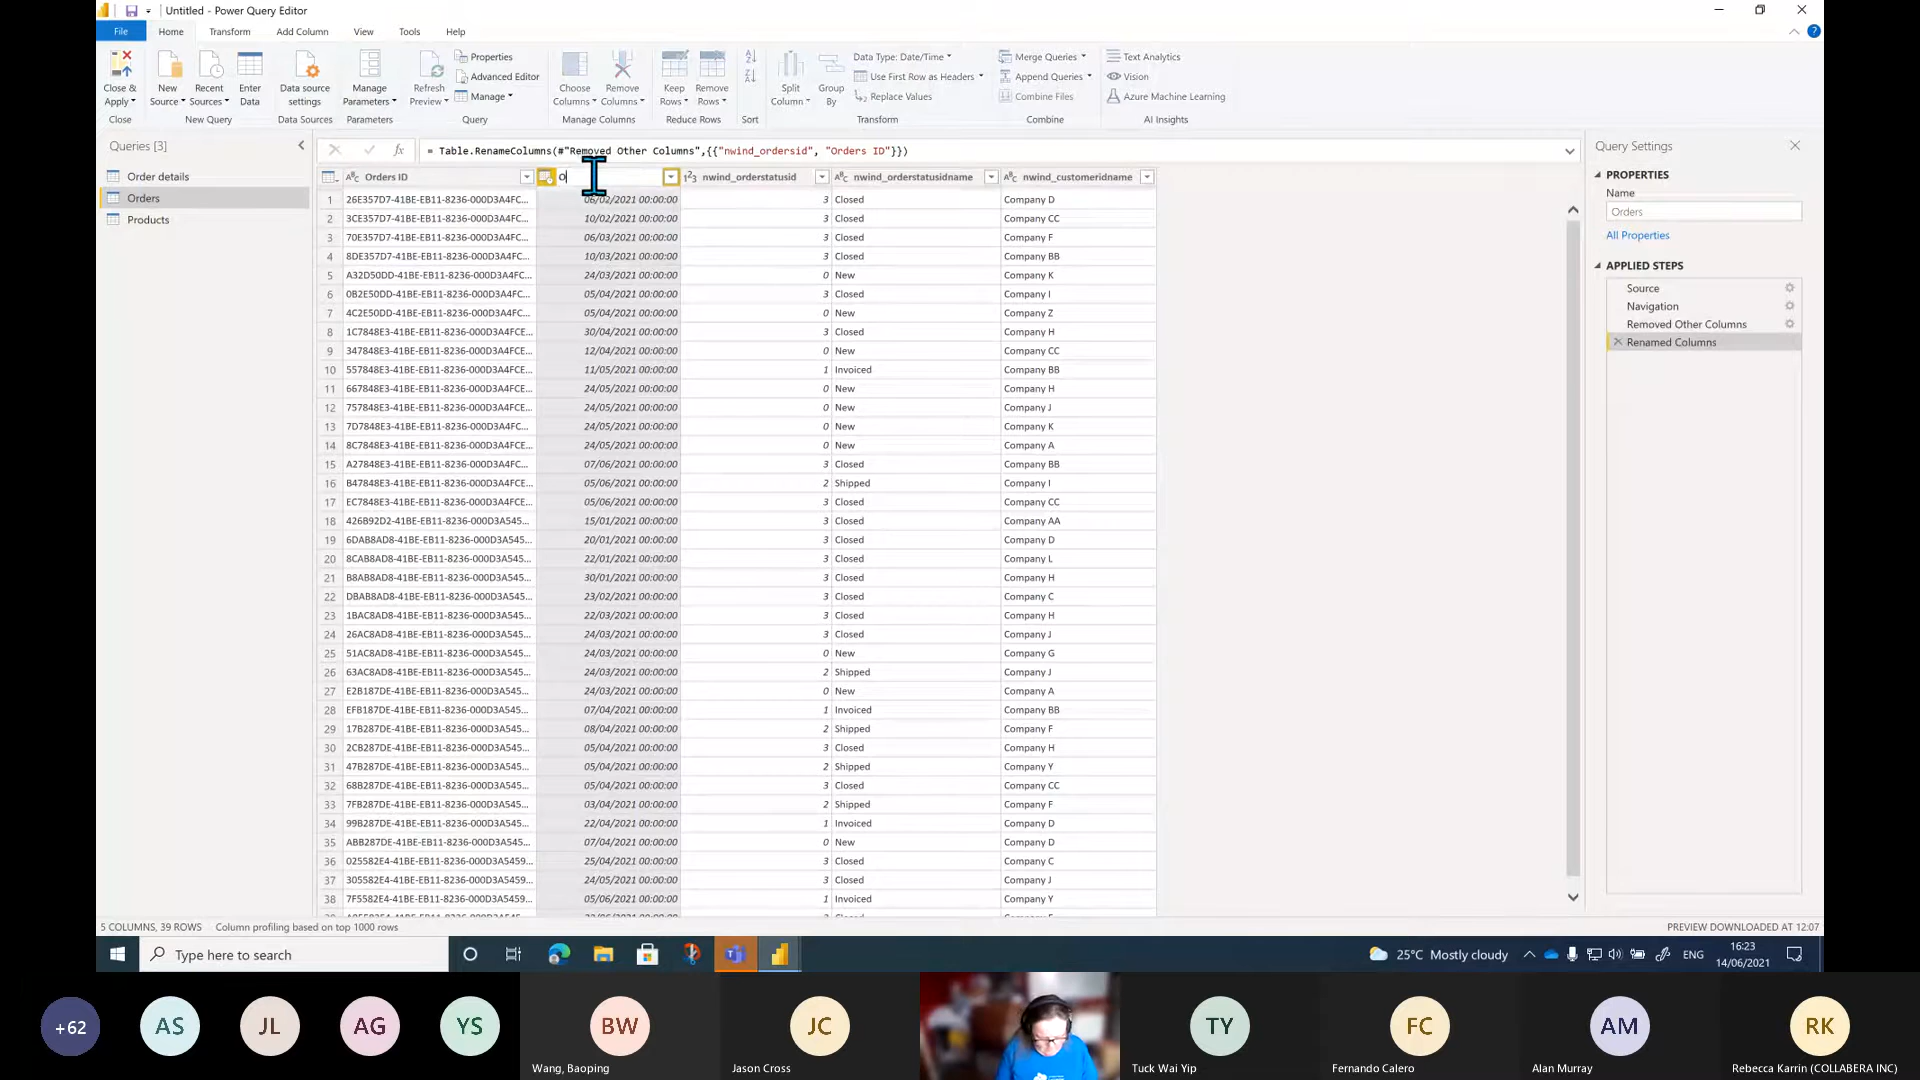 Untitled - Power Query Editor
File Home Transform Add Column View Tools Help
Close & Apply
New Source
Recent Sources
Enter Data
Data source settings
Manage Parameters
Refresh Preview
Properties
Advanced Editor
Manage
Choose Columns
Remove Columns
Keep Rows
Remove Rows
Split Column
Group By
Data Type: Date/Time
Use First Row as Headers
Replace Values
Merge Queries
Append Queries
Combine Files
Text Analytics
Vision
Azure Machine Learning
Close New Query Data Sources Parameters Query Manage Columns Reduce Rows Sort Transform Combine AI Insights
Queries [3]
Order details
Orders
Products
fx = Table.RenameColumns(#"Removed Other Columns",{{"nwind_ordersid", "Orders ID"}})
Orders ID O nwind_orderstatusid nwind_orderstatusidname nwind_customeridname
1 26E357D7-41BE-EB11-8236-000D3A4FC... 06/02/2021 00:00:00 3 Closed Company D
2 3CE357D7-41BE-EB11-8236-000D3A4FC... 10/02/2021 00:00:00 3 Closed Company CC
3 70E357D7-41BE-EB11-8236-000D3A4FC... 06/03/2021 00:00:00 3 Closed Company F
4 8DE357D7-41BE-EB11-8236-000D3A4FC... 10/03/2021 00:00:00 3 Closed Company BB
5 A32D50DD-41BE-EB11-8236-000D3A4FC... 24/03/2021 00:00:00 0 New Company K
6 0B2E50DD-41BE-EB11-8236-000D3A4FC... 05/04/2021 00:00:00 3 Closed Company I
7 4C2E50DD-41BE-EB11-8236-000D3A4FC... 05/04/2021 00:00:00 0 New Company Z
8 1C7848E3-41BE-EB11-8236-000D3A4FCE... 30/04/2021 00:00:00 3 Closed Company H
9 347848E3-41BE-EB11-8236-000D3A4FCE... 12/04/2021 00:00:00 0 New Company CC
10 557848E3-41BE-EB11-8236-000D3A4FCE... 11/05/2021 00:00:00 1 Invoiced Company BB
11 667848E3-41BE-EB11-8236-000D3A4FCE... 24/05/2021 00:00:00 0 New Company H
12 757848E3-41BE-EB11-8236-000D3A4FCE... 24/05/2021 00:00:00 0 New Company J
13 7D7848E3-41BE-EB11-8236-000D3A4FC... 24/05/2021 00:00:00 0 New Company K
14 8C7848E3-41BE-EB11-8236-000D3A4FCE... 24/05/2021 00:00:00 0 New Company A
15 A27848E3-41BE-EB11-8236-000D3A4FC... 07/06/2021 00:00:00 3 Closed Company BB
16 B47848E3-41BE-EB11-8236-000D3A4FCE... 05/06/2021 00:00:00 2 Shipped Company I
17 EC7848E3-41BE-EB11-8236-000D3A4FCE... 05/06/2021 00:00:00 3 Closed Company CC
18 426B92D2-41BE-EB11-8236-000D3A545... 15/01/2021 00:00:00 3 Closed Company AA
19 6DAB8AD8-41BE-EB11-8236-000D3A545... 20/01/2021 00:00:00 3 Closed Company D
20 8CAB8AD8-41BE-EB11-8236-000D3A545... 22/01/2021 00:00:00 3 Closed Company L
21 B8AB8AD8-41BE-EB11-8236-000D3A545... 30/01/2021 00:00:00 3 Closed Company H
22 DBAB8AD8-41BE-EB11-8236-000D3A545... 23/02/2021 00:00:00 3 Closed Company C
23 1BAC8AD8-41BE-EB11-8236-000D3A545... 22/03/2021 00:00:00 3 Closed Company H
24 26AC8AD8-41BE-EB11-8236-000D3A545... 24/03/2021 00:00:00 3 Closed Company J
25 51AC8AD8-41BE-EB11-8236-000D3A545... 24/03/2021 00:00:00 0 New Company G
26 63AC8AD8-41BE-EB11-8236-000D3A545... 24/03/2021 00:00:00 2 Shipped Company J
27 E2B187DE-41BE-EB11-8236-000D3A545... 24/03/2021 00:00:00 0 New Company A
28 EFB187DE-41BE-EB11-8236-000D3A545... 07/04/2021 00:00:00 1 Invoiced Company BB
29 17B287DE-41BE-EB11-8236-000D3A545... 08/04/2021 00:00:00 2 Shipped Company F
30 2CB287DE-41BE-EB11-8236-000D3A545... 05/04/2021 00:00:00 3 Closed Company H
31 47B287DE-41BE-EB11-8236-000D3A545... 05/04/2021 00:00:00 2 Shipped Company Y
32 68B287DE-41BE-EB11-8236-000D3A545... 05/04/2021 00:00:00 3 Closed Company CC
33 7FB287DE-41BE-EB11-8236-000D3A545... 03/04/2021 00:00:00 2 Shipped Company F
34 99B287DE-41BE-EB11-8236-000D3A545... 22/04/2021 00:00:00 1 Invoiced Company D
35 ABB287DE-41BE-EB11-8236-000D3A545... 07/04/2021 00:00:00 0 New Company D
36 025582E4-41BE-EB11-8236-000D3A5459... 25/04/2021 00:00:00 3 Closed Company C
37 305582E4-41BE-EB11-8236-000D3A5459... 24/05/2021 00:00:00 3 Closed Company J
38 7F5582E4-41BE-EB11-8236-000D3A5459... 05/06/2021 00:00:00 1 Invoiced Company Y
Query Settings
PROPERTIES
Name
Orders
All Properties
APPLIED STEPS
Source
Navigation
Removed Other Columns
Renamed Columns
5 COLUMNS, 39 ROWS Column profiling based on top 1000 rows
PREVIEW DOWNLOADED AT 12:07
Type here to search
25°C Mostly cloudy
ENG
16:23
14/06/2021
+62 AS JL AG YS BW JC TY FC AM RK
Wang, Baoping
Jason Cross
Tuck Wai Yip
Fernando Calero
Alan Murray
Rebecca Karrin (COLLABERA INC)